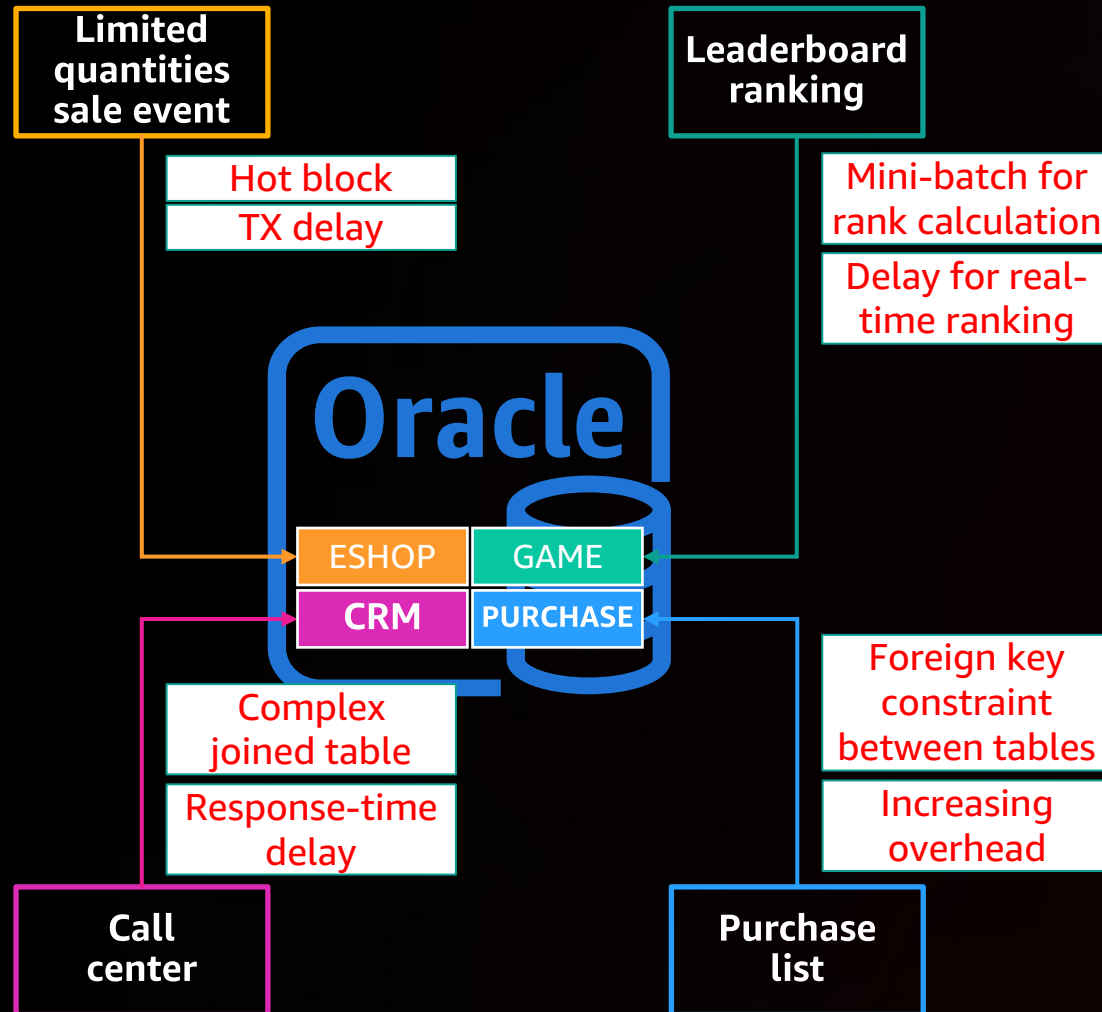 Limited
quantities
sale event
Leaderboard
ranking
Hot block
TX delay
Mini-batch for
rank calculation
Delay for real-
time ranking
Oracle
ESHOP
GAME
CRM
PURCHASE
Complex
joined table
Response-time
delay
Foreign key
constraint
between tables
Increasing
overhead
Call
center
Purchase
list